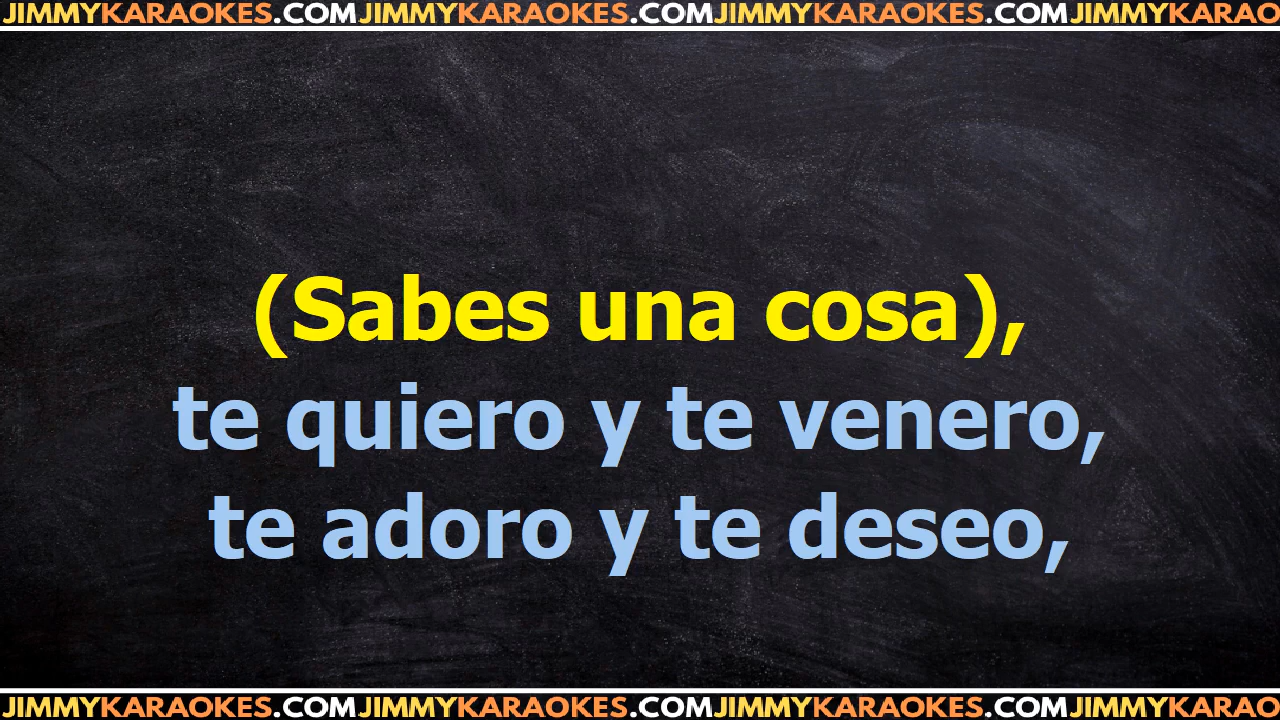 JIMMYKARAOKES.COMJIMMYKARAOKES.COMJIMMYKARAOKES.COMJIMMYKARAO
(Sabes una cosa),
te quiero y te venero,
te adoro y te deseo,
JIMMYKARAOKES.COMJIMMYKARAOKES.COMJIMMYKARAOKES.COMJIMMYKARAO